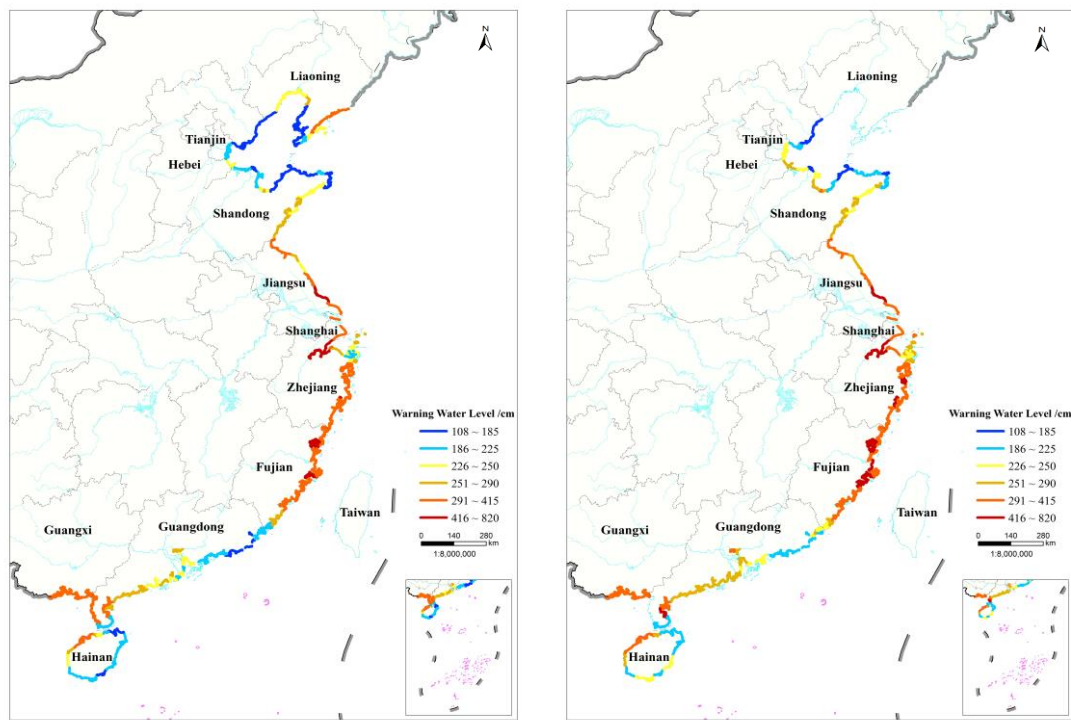 N
Liaoning
Tianjin
Hebei
Shandong
Jiangsu
Shanghai
Zhejiang
Warning Water Level /cm
108 ~ 185
186 ~ 225
226 ~ 250
251 ~ 290
291 ~ 415
416 ~ 820
Fujian
Taiwan
Guangxi
Guangdong
0 140 280
km
1:8,000,000
Hainan
N
Liaoning
Tianjin
Hebei
Shandong
Jiangsu
Shanghai
Zhejiang
Warning Water Level /cm
108 ~ 185
186 ~ 225
226 ~ 250
251 ~ 290
291 ~ 415
416 ~ 820
Fujian
Taiwan
Guangxi
Guangdong
0 140 280
km
1:8,000,000
Hainan